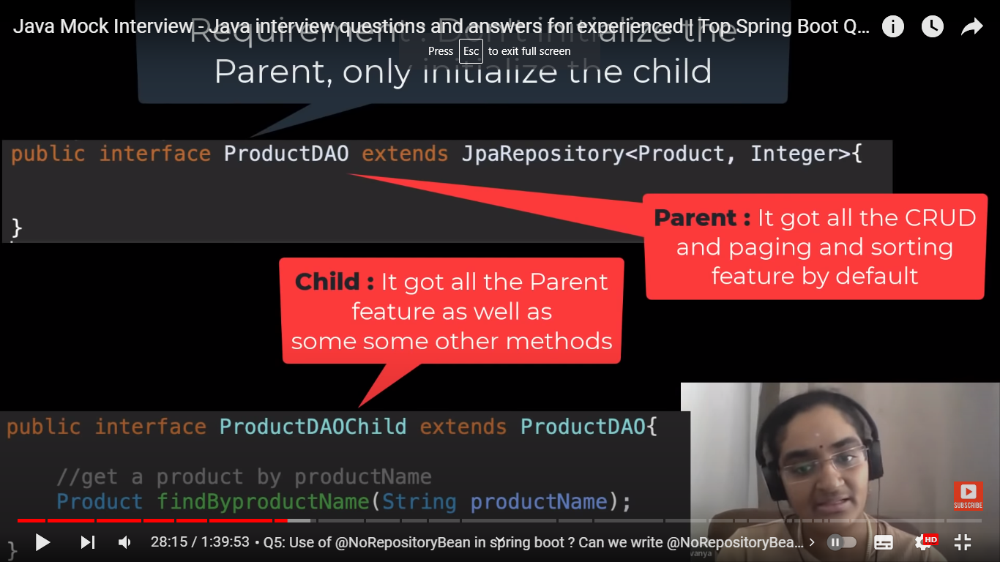 Java Mock Interview - Java interview questions and answers for experienced | Top Spring Boot Q...
Requirement : Don't initialize the
Press Esc to exit full screen
Parent, only initialize the child
public interface ProductDAO extends JpaRepository<Product, Integer>{
}
Parent : It got all the CRUD
and paging and sorting
feature by default
Child : It got all the Parent
feature as well as
some some other methods
public interface ProductDAOChild extends ProductDAO{
//get a product by productName
Product findByproductName(String productName);
}
SUBSCRIBE
28:15 / 1:39:53 • Q5: Use of @NoRepositoryBean in spring boot ? Can we write @NoRepositoryBea...
HD
vanya